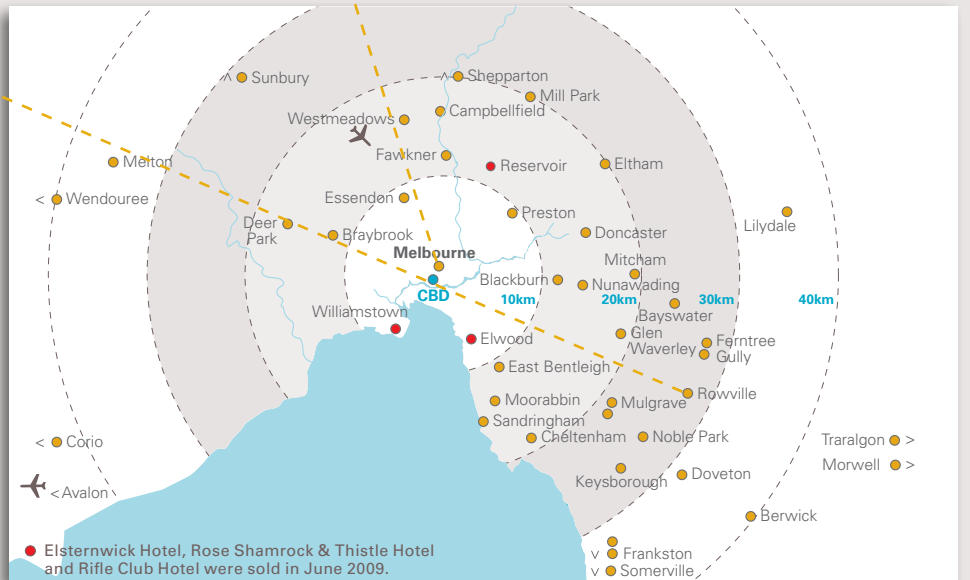 ^ Sunbury
^ Shepparton
Mill Park
Campbellfield
Westmeadows
Fawkner
Reservoir
Eltham
Melton
< Wendouree
Essendon
Preston
Lilydale
Deer
Park
Braybrook
Doncaster
Melbourne
Mitcham
Blackburn
Nunawading
CBD
10km
20km
30km
40km
Williamstown
Bayswater
Elwood
Glen
Waverley
Ferntree
Gully
East Bentleigh
Rowville
Moorabbin
Mulgrave
Sandringham
Cheltenham
Noble Park
< Corio
Traralgon >
Morwell >
Keysborough
Doveton
< Avalon
Berwick
v Frankston
v Somerville
Elsternwick Hotel, Rose Shamrock & Thistle Hotel
and Rifle Club Hotel were sold in June 2009.